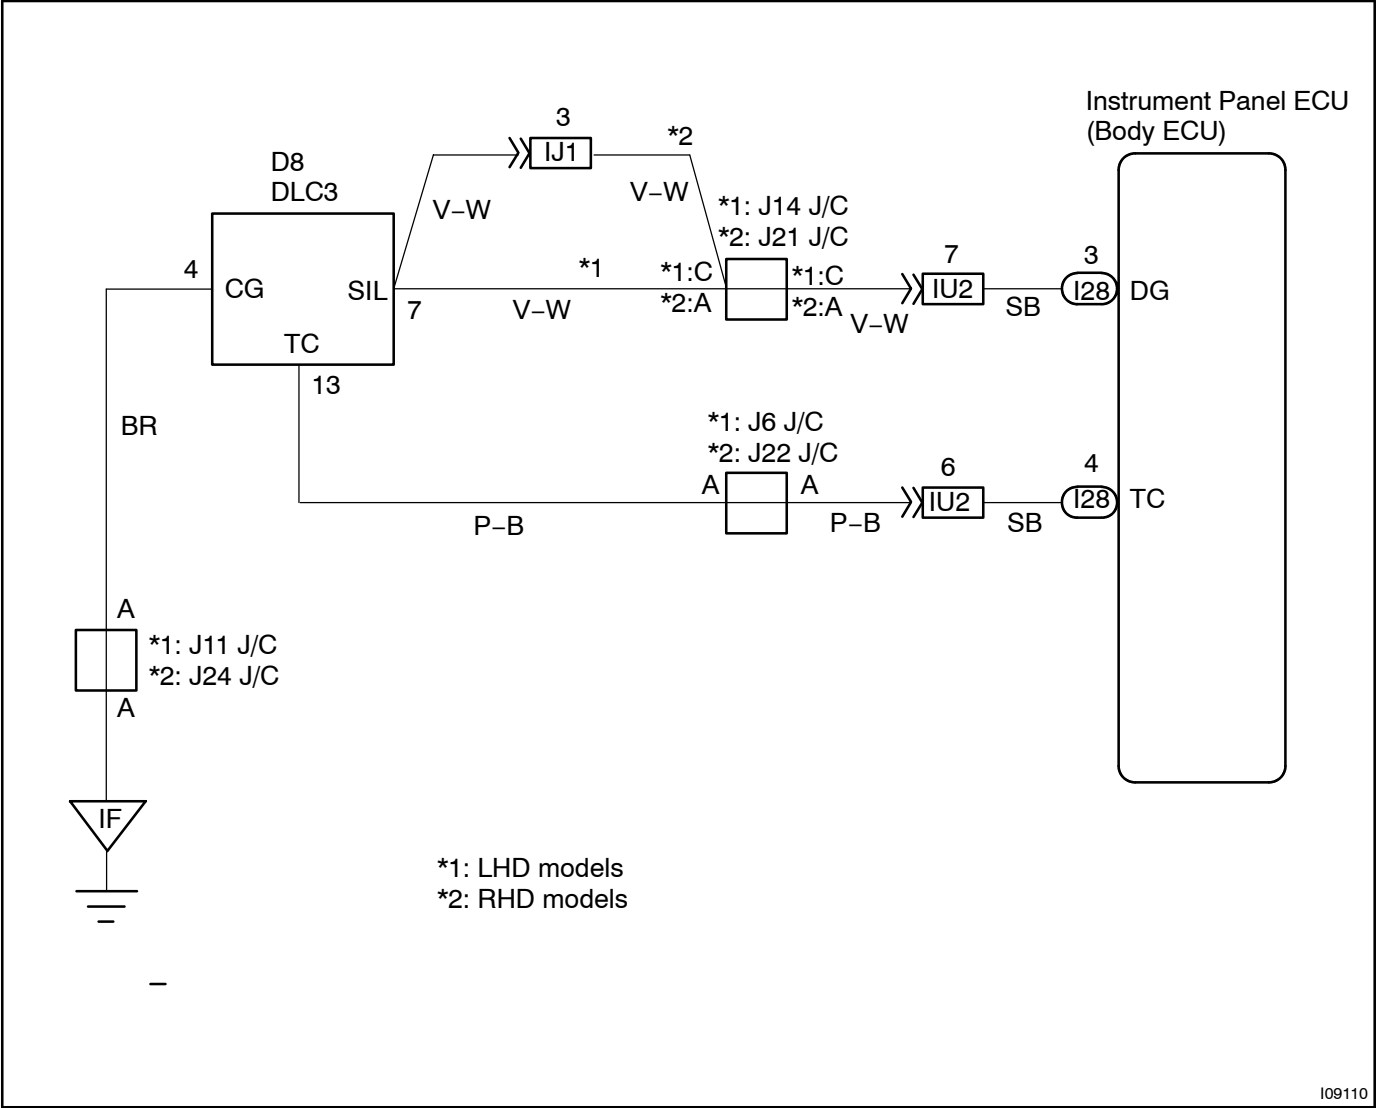 Instrument Panel ECU
(Body ECU)
3
IJ1
*2
D8
DLC3
V–W
V–W
*1: J14 J/C
*2: J21 J/C
4
CG
SIL
7
*1
V–W
*1:C
*2:A
*1:C
*2:A
V–W
7
IU2
SB
3
I28
DG
TC
13
BR
*1: J6 J/C
*2: J22 J/C
A
A
P–B
P–B
6
IU2
SB
4
I28
TC
A
*1: J11 J/C
*2: J24 J/C
A
IF
*1: LHD models
*2: RHD models
–
I09110